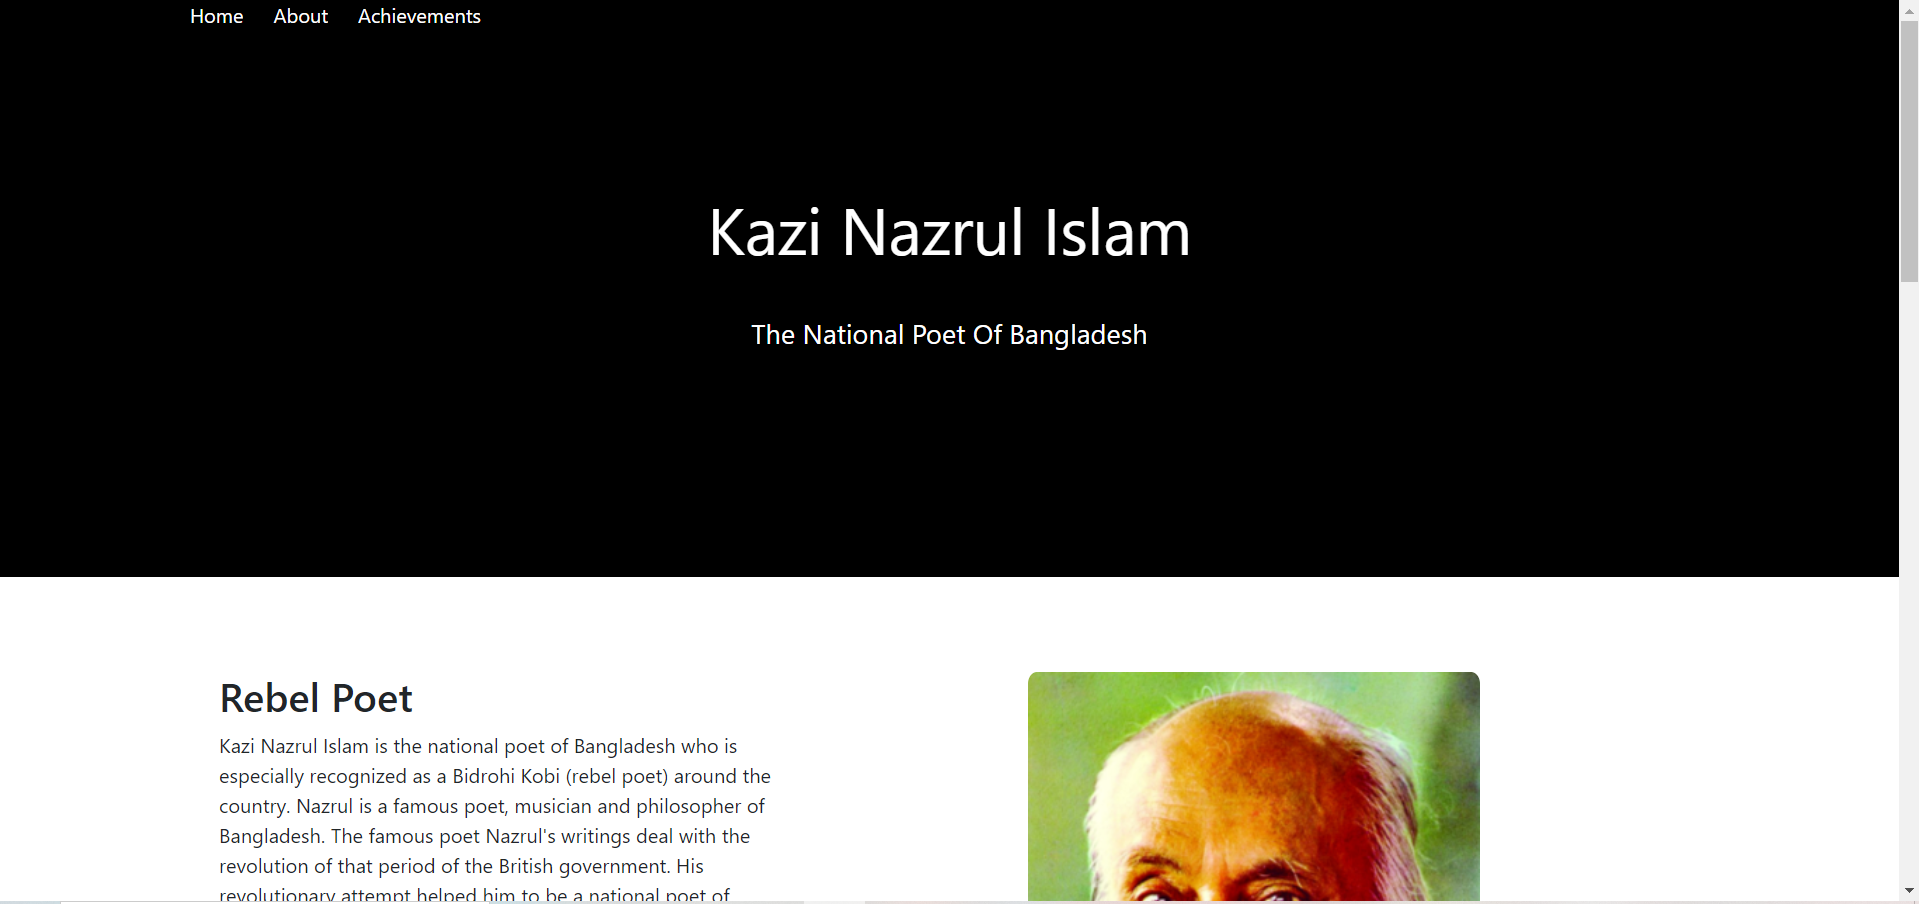 Home About Achievements
Kazi Nazrul Islam
The National Poet Of Bangladesh
Rebel Poet
Kazi Nazrul Islam is the national poet of Bangladesh who is
especially recognized as a Bidrohi Kobi (rebel poet) around the
country. Nazrul is a famous poet, musician and philosopher of
Bangladesh. The famous poet Nazrul's writings deal with the
revolution of that period of the British government. His
revolutionary attempt helped him to be a national poet of